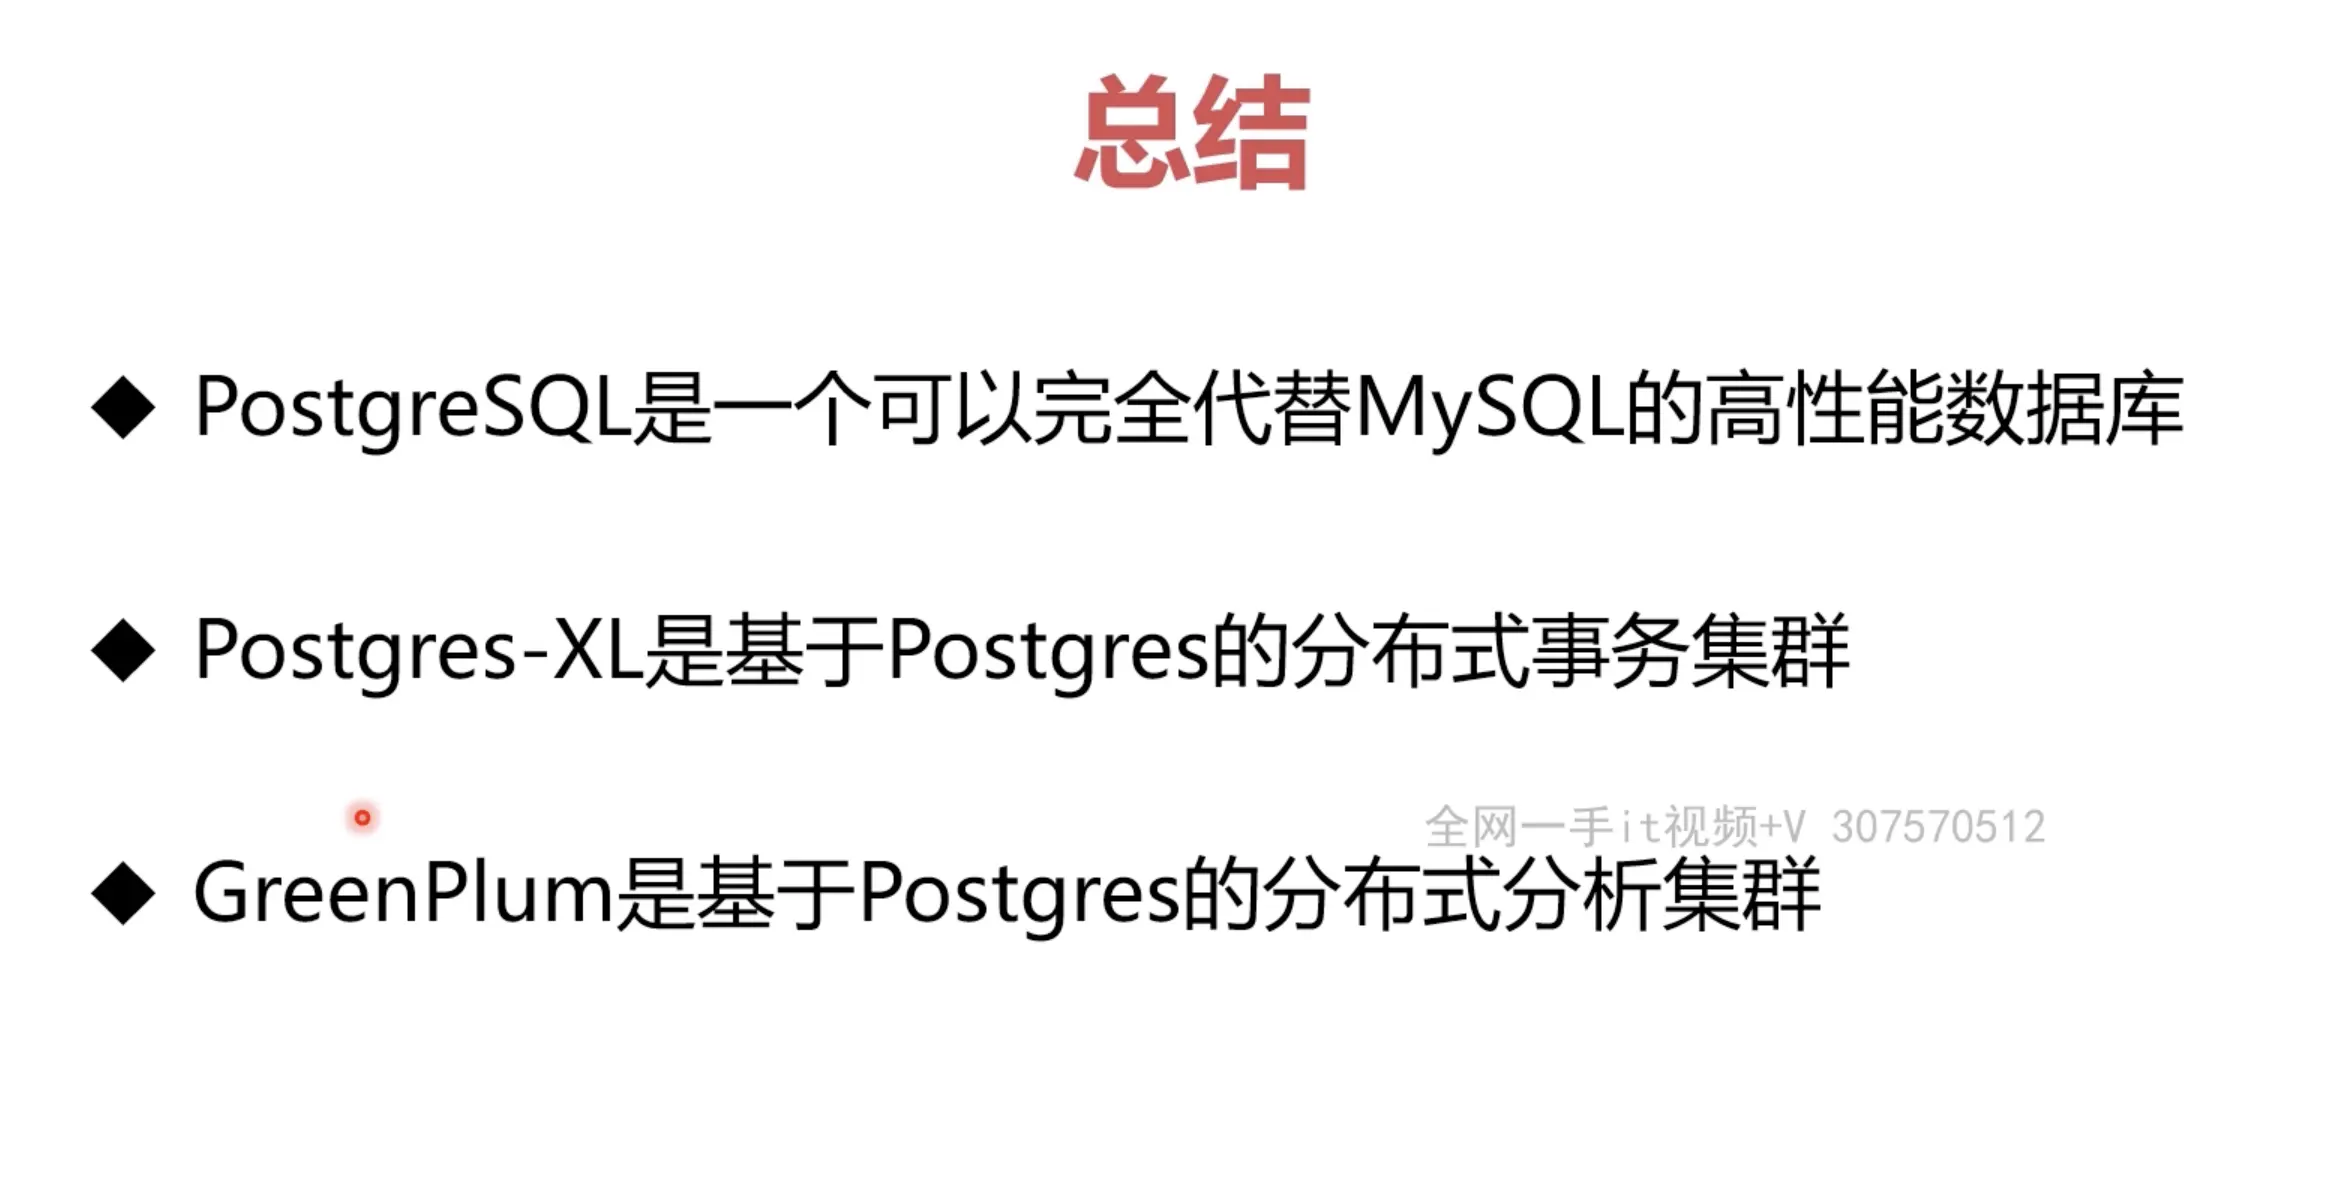 总结
◆ PostgreSQL是一个可以完全代替MySQL的高性能数据库
◆ Postgres-XL是基于Postgres的分布式事务集群
全网一手it视频+V 307570512
◆ GreenPlum是基于Postgres的分布式分析集群